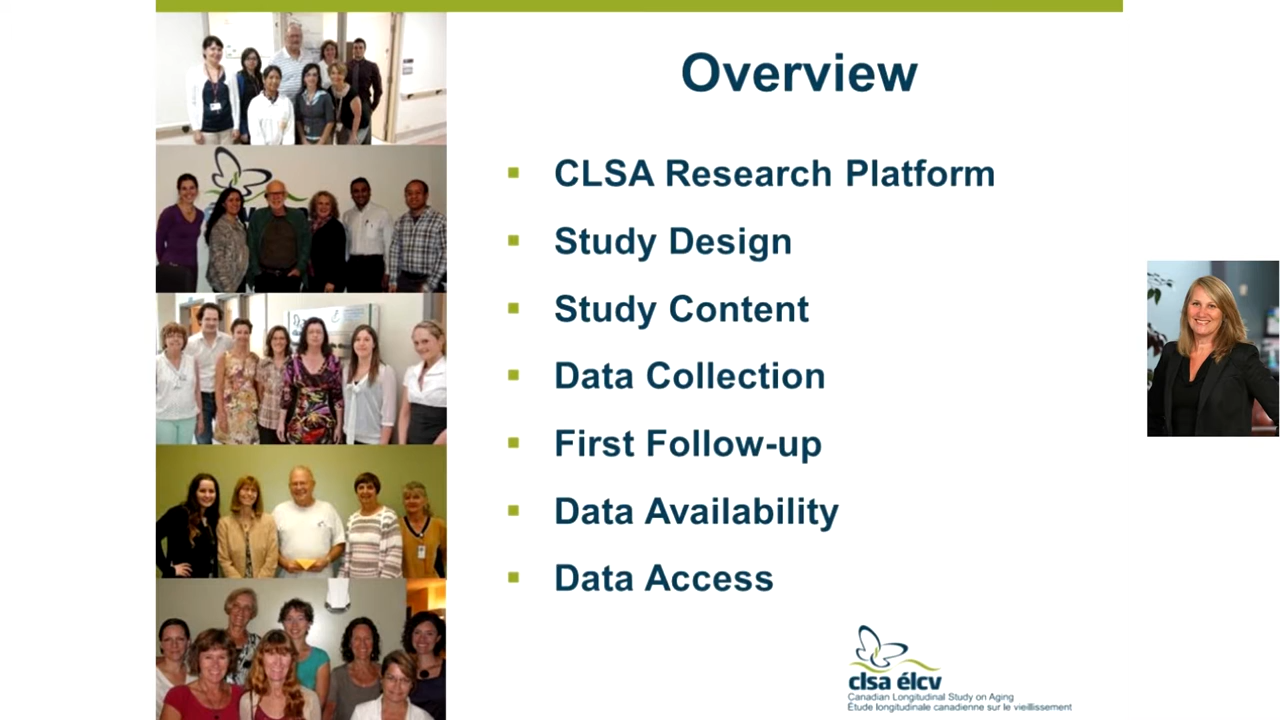 Overview
CLSA Research Platform
Study Design
Study Content
Data Collection
First Follow-up
Data Availability
Data Access
clsa élcv
Canadian Longitudinal Study on Aging
Étude longitudinale canadienne sur le vieillissement